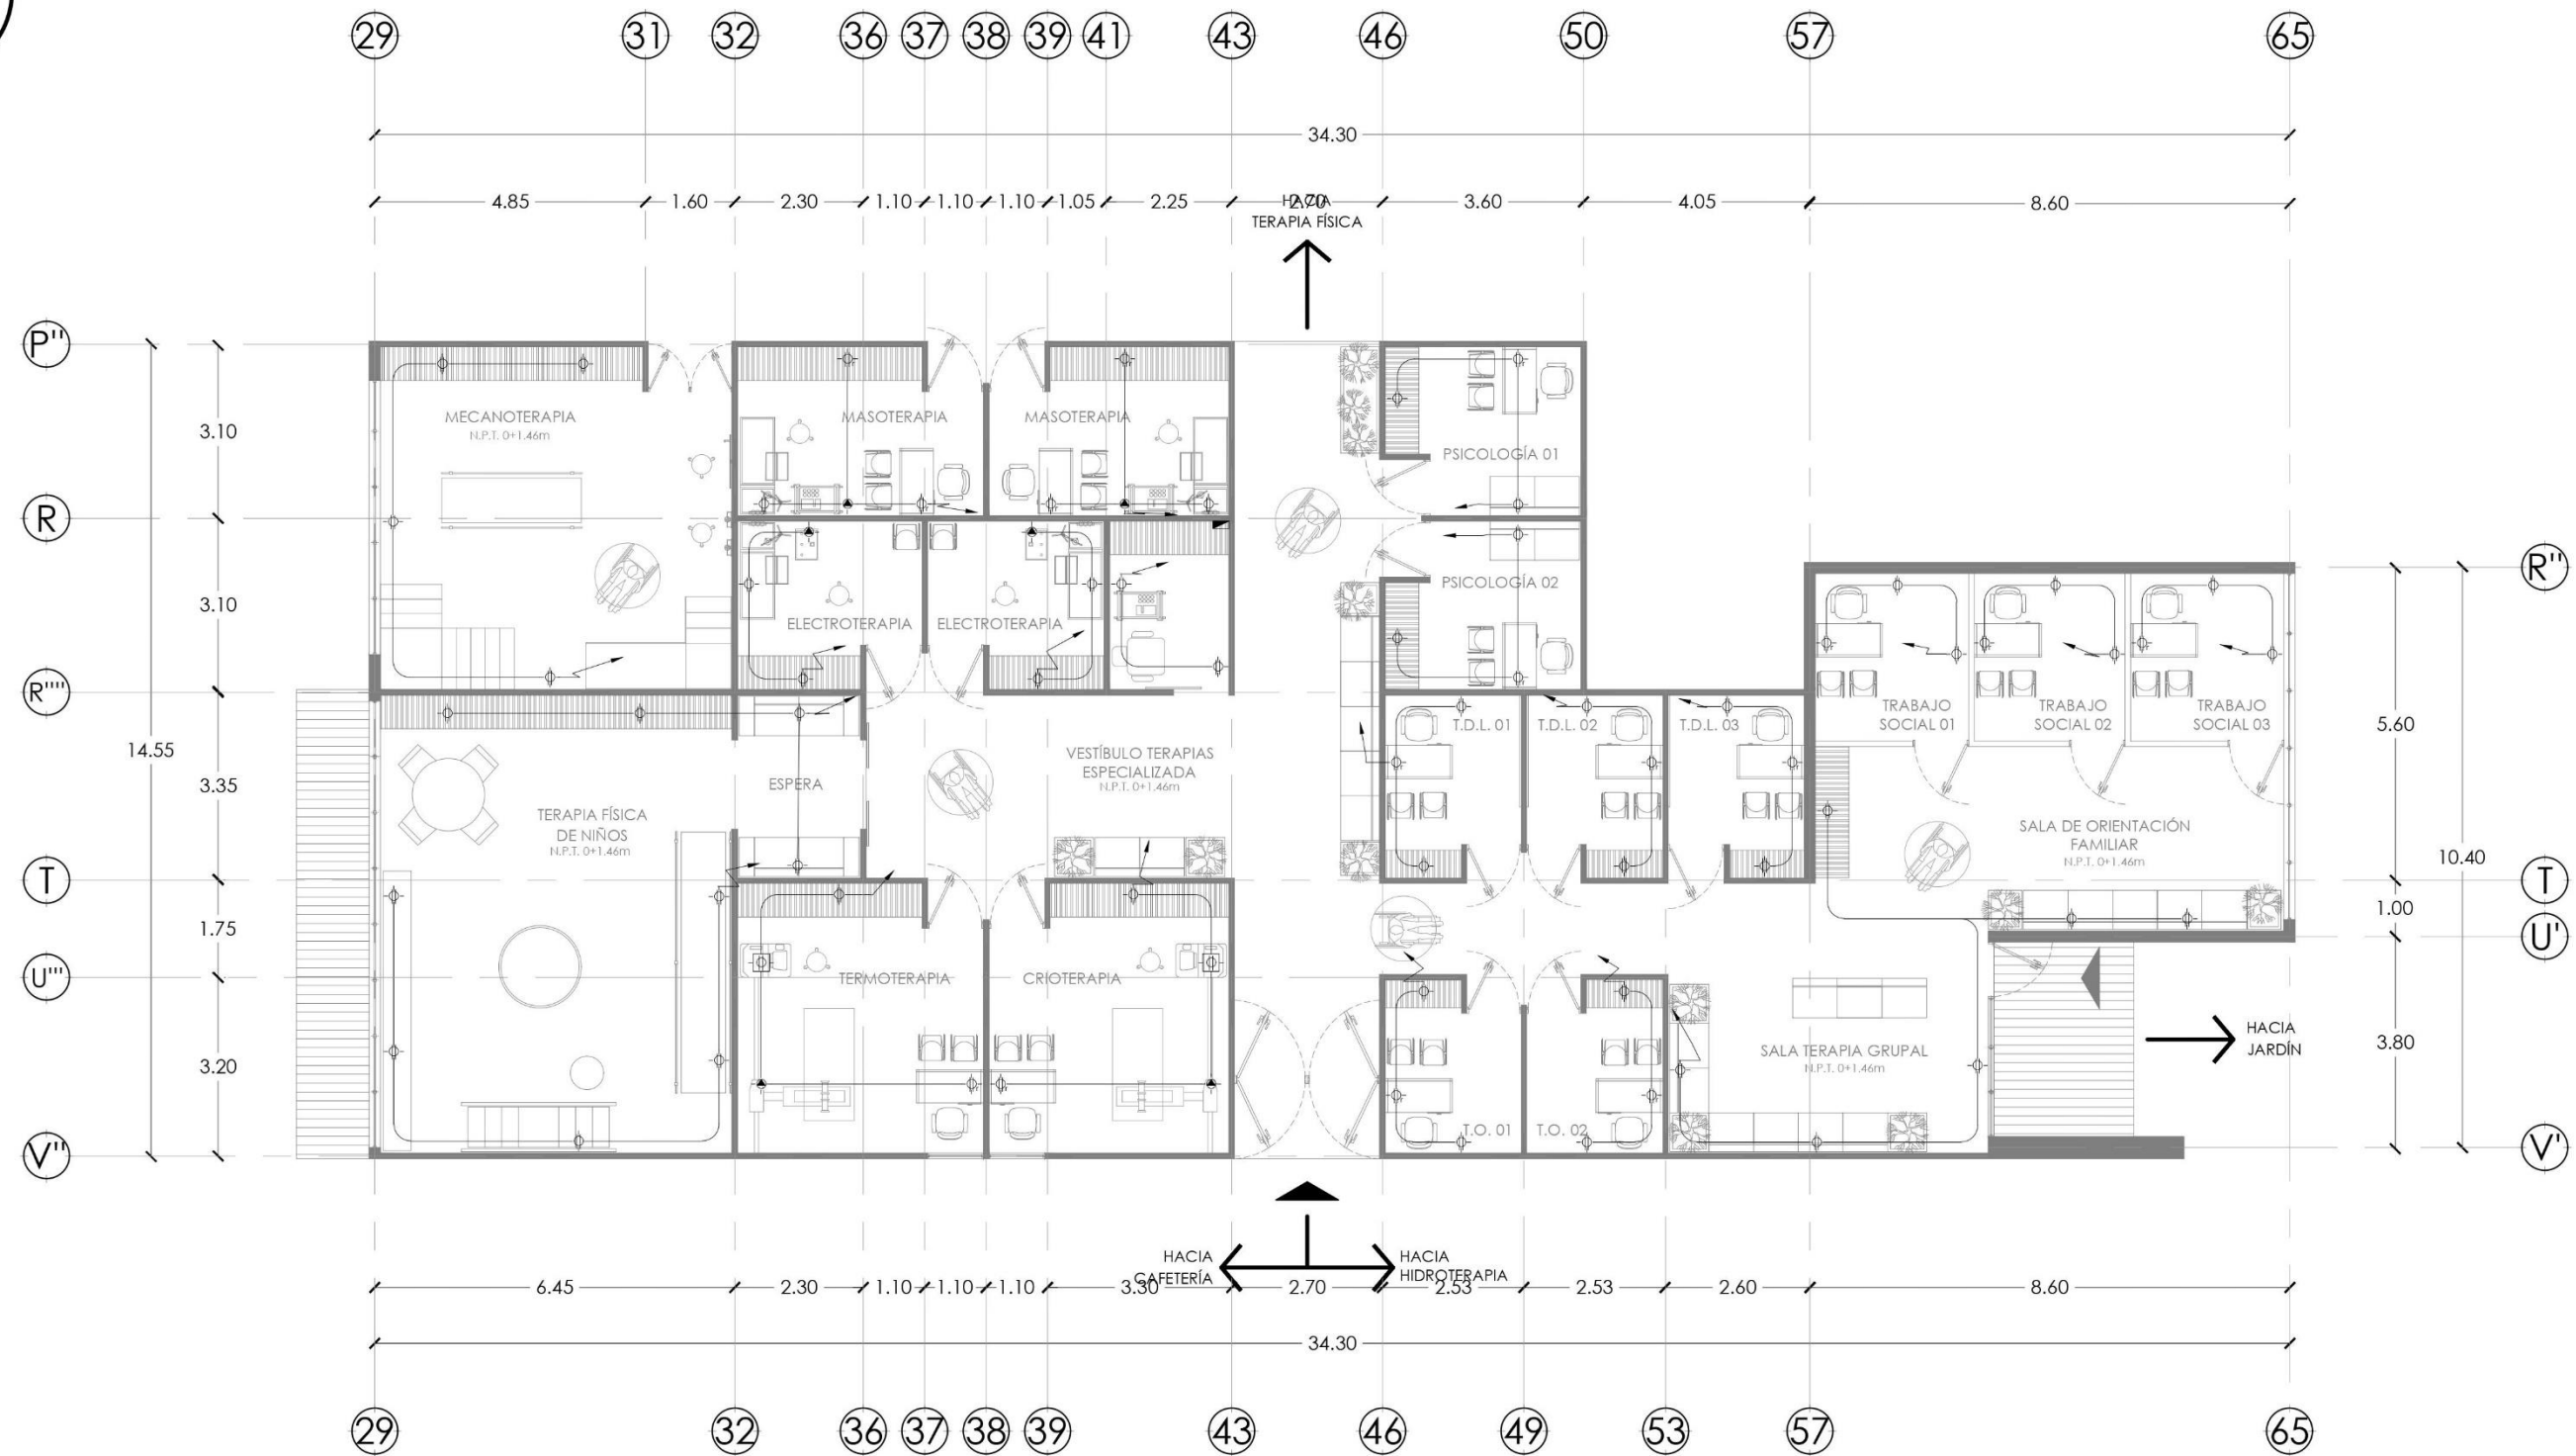 29 31 32 36 37 38 39 41 43 46 50 57 65
34.30
4.85 1.60 2.30 1.10 1.10 1.10 1.05 2.25 2.70 3.60 4.05 8.60
HACIA
TERAPIA FÍSICA
P''
R
R''''
T
U'''
V''
14.55
3.10
3.10
3.35
1.75
3.20
MECANOTERAPIA
N.P.T. 0+1.46m
MASOTERAPIA
MASOTERAPIA
PSICOLOGÍA 01
PSICOLOGÍA 02
ELECTROTERAPIA
ELECTROTERAPIA
TRABAJO
SOCIAL 01
TRABAJO
SOCIAL 02
TRABAJO
SOCIAL 03
T.D.L. 01
T.D.L. 02
T.D.L. 03
VESTÍBULO TERAPIAS
ESPECIALIZADA
N.P.T. 0+1.46m
ESPERA
TERAPIA FÍSICA
DE NIÑOS
N.P.T. 0+1.46m
SALA DE ORIENTACIÓN
FAMILIAR
N.P.T. 0+1.46m
TERMOTERAPIA
CRIOTERAPIA
SALA TERAPIA GRUPAL
N.P.T. 0+1.46m
T.O. 01
T.O. 02
HACIA
JARDÍN
R''
T
U'
V'
5.60
1.00
3.80
10.40
HACIA
CAFETERÍA
HACIA
HIDROTERAPIA
6.45 2.30 1.10 1.10 1.10 3.30 2.70 2.53 2.53 2.60 8.60
34.30
29 32 36 37 38 39 43 46 49 53 57 65